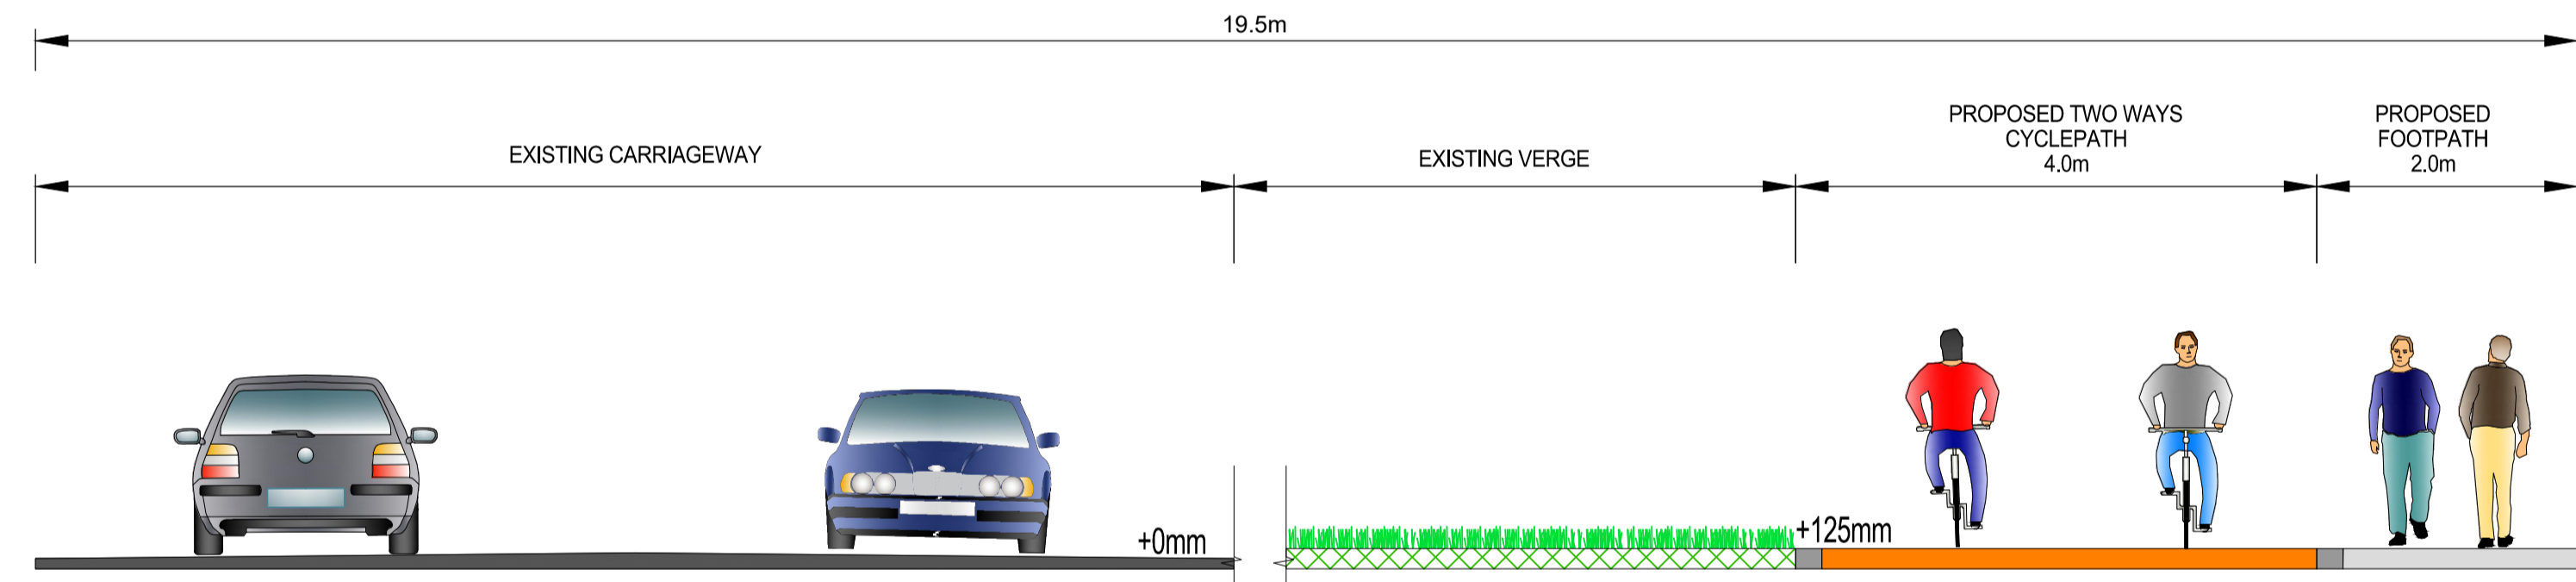 19.5m
EXISTING CARRIAGEWAY
EXISTING VERGE
PROPOSED TWO WAYS
CYCLEPATH
4.0m
PROPOSED
FOOTPATH
2.0m
+0mm
+125mm